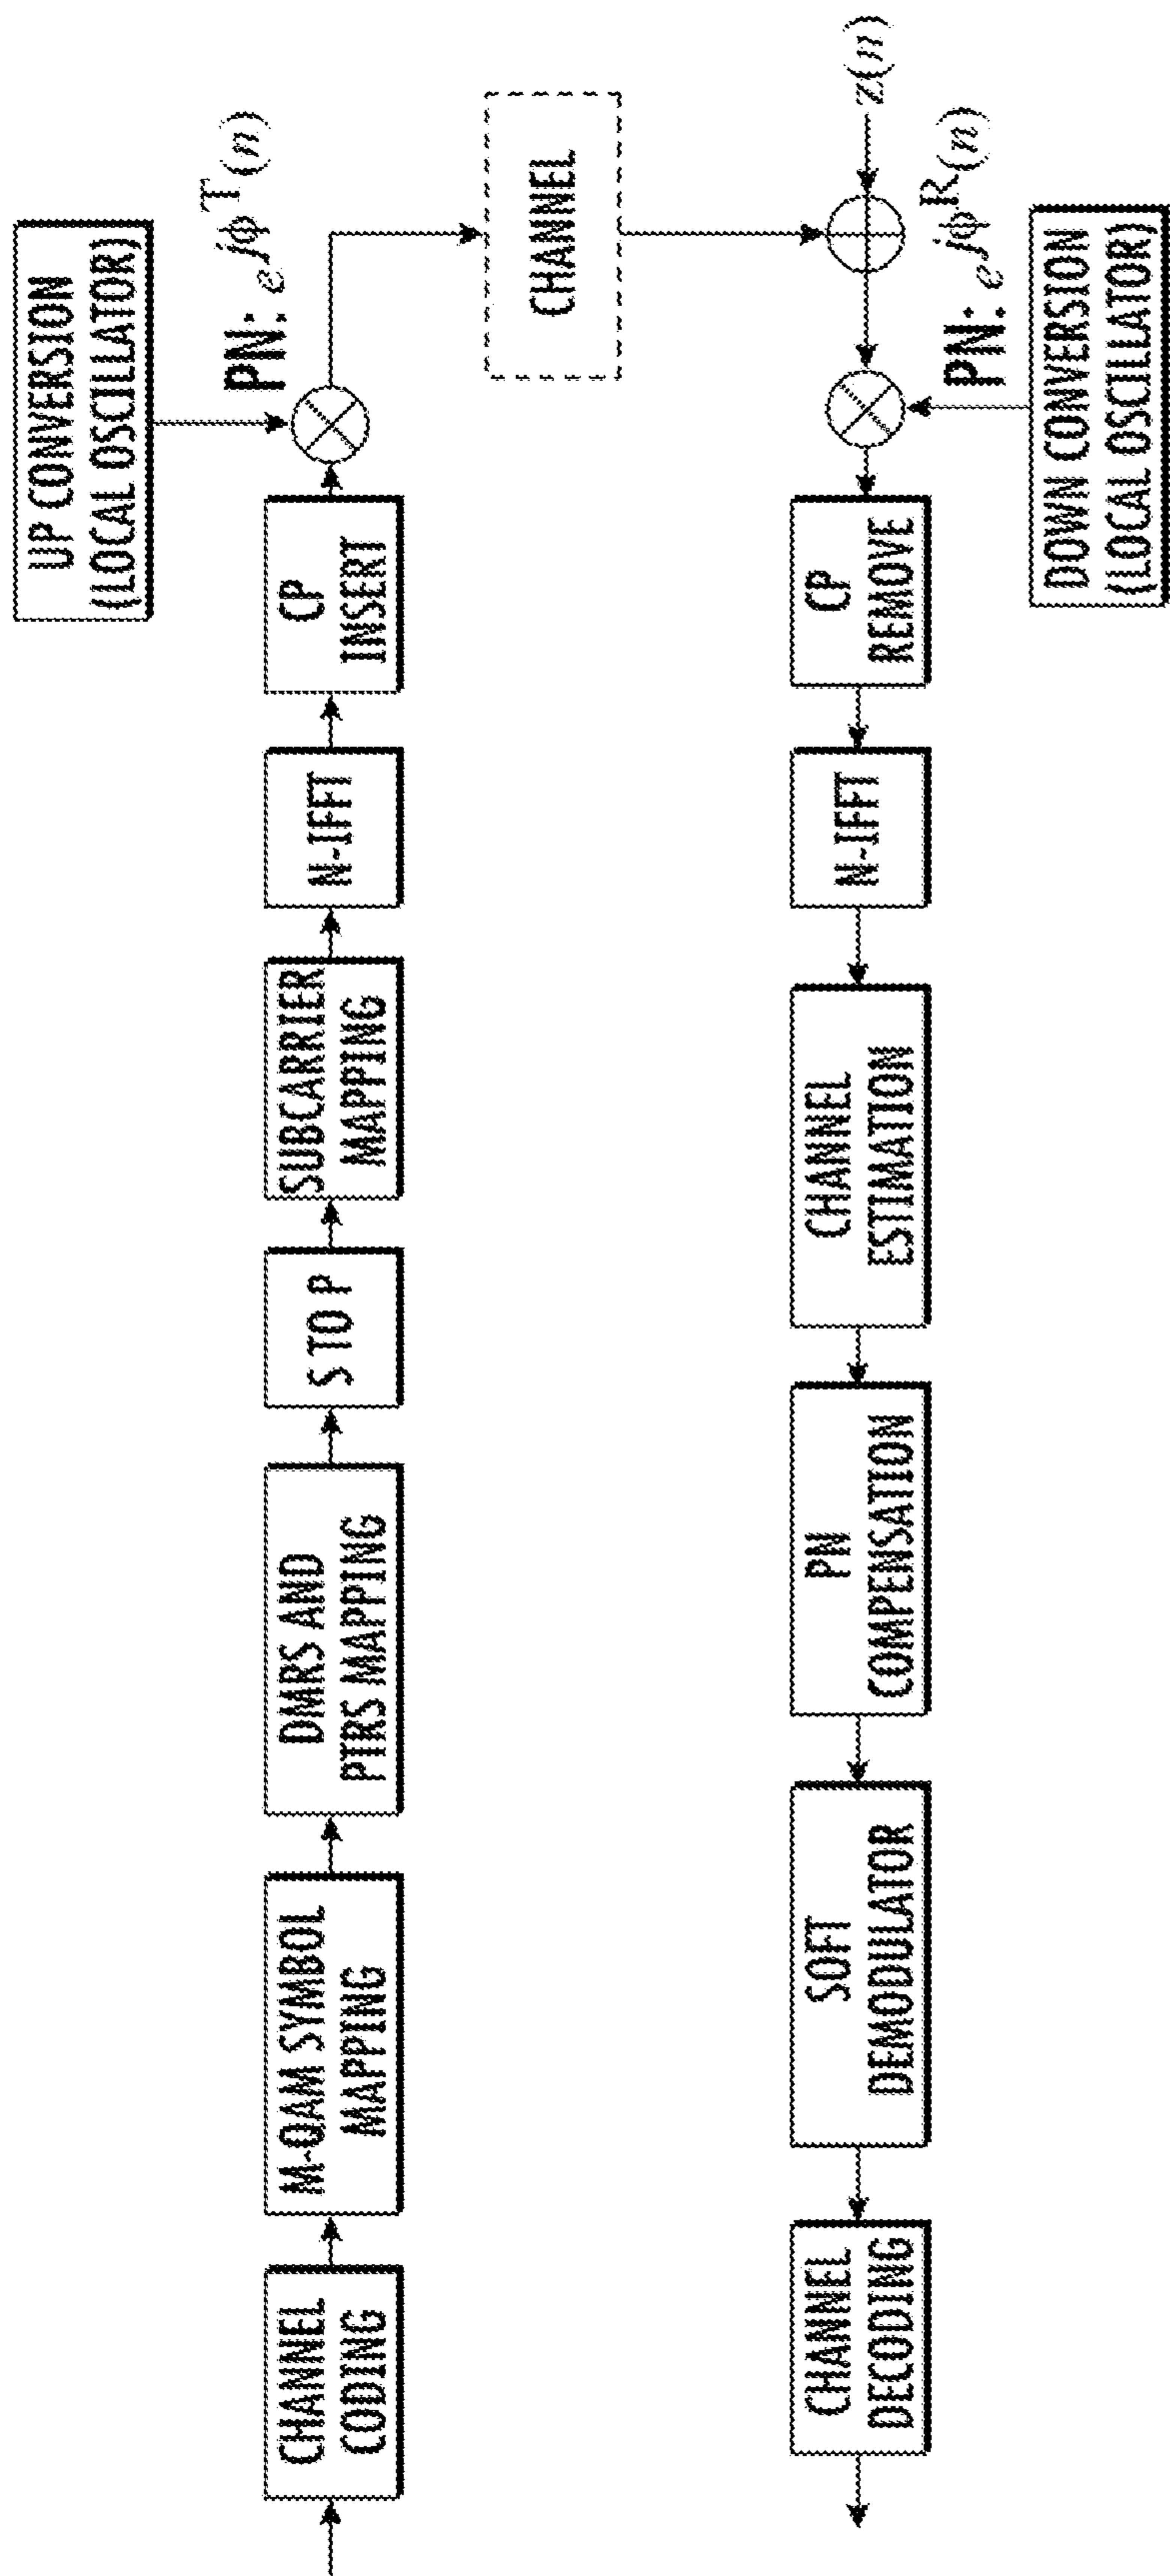 UP CONVERSION
(LOCAL OSCILLATOR)
PN: e^{jϕ^T(n)}
CHANNEL
CODING
M-QAM SYMBOL
MAPPING
DMRS AND
PTRS MAPPING
S TO P
SUBCARRIER
MAPPING
N-IFFT
CP
INSERT
CHANNEL
z(n)
CHANNEL
DECODING
SOFT
DEMODULATOR
PN
COMPENSATION
CHANNEL
ESTIMATION
N-IFFT
CP
REMOVE
PN: e^{jϕ^R(n)}
DOWN CONVERSION
(LOCAL OSCILLATOR)